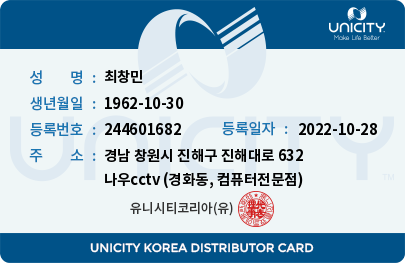 UNICITY
Make Life Better
성 명 : 최창민
생년월일 : 1962-10-30
등록번호 : 244601682 등록일자 : 2022-10-28
주 소 : 경남 창원시 진해구 진해대로 632
나우cctv (경화동, 컴퓨터전문점)
유니시티코리아(유)
UNICITY
UNICITY KOREA DISTRIBUTOR CARD